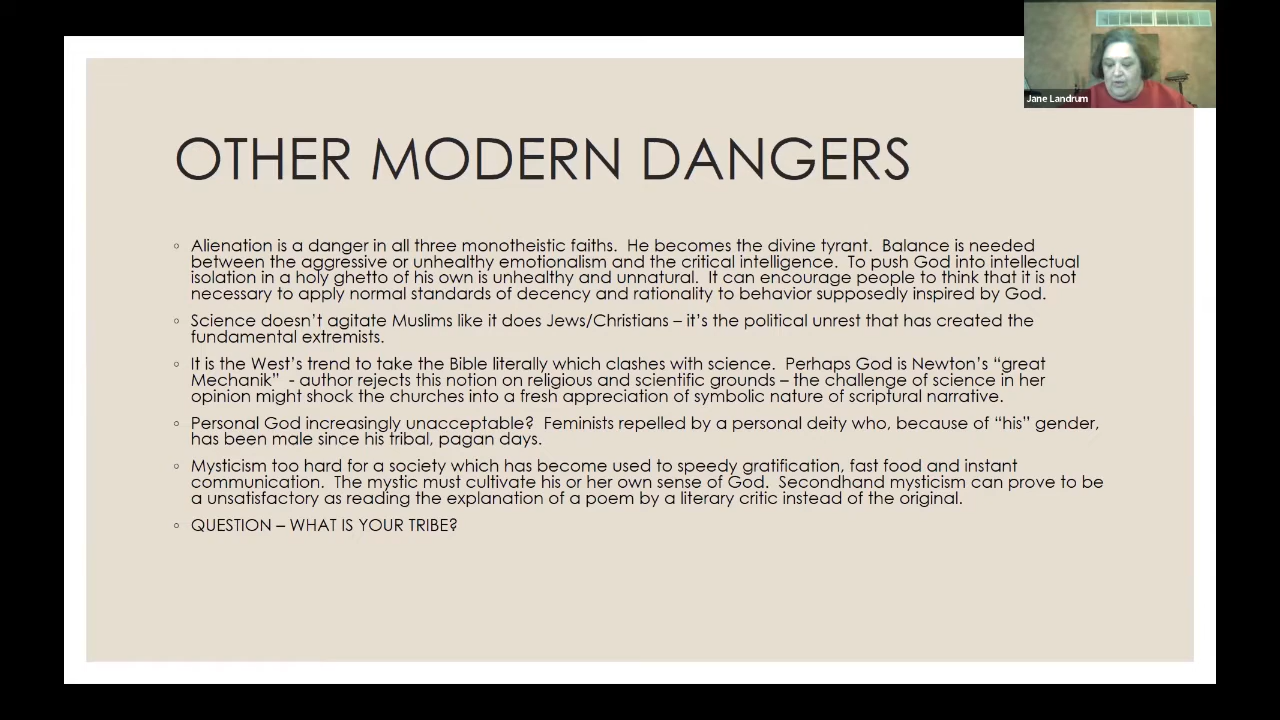 Jane Landrum
OTHER MODERN DANGERS
◦ Alienation is a danger in all three monotheistic faiths.  He becomes the divine tyrant.  Balance is needed
between the aggressive or unhealthy emotionalism and the critical intelligence.  To push God into intellectual
isolation in a holy ghetto of his own is unhealthy and unnatural.  It can encourage people to think that it is not
necessary to apply normal standards of decency and rationality to behavior supposedly inspired by God.
◦ Science doesn’t agitate Muslims like it does Jews/Christians – it’s the political unrest that has created the
fundamental extremists.
◦ It is the West’s trend to take the Bible literally which clashes with science.  Perhaps God is Newton’s “great
Mechanik”  - author rejects this notion on religious and scientific grounds – the challenge of science in her
opinion might shock the churches into a fresh appreciation of symbolic nature of scriptural narrative.
◦ Personal God increasingly unacceptable?  Feminists repelled by a personal deity who, because of “his” gender,
has been male since his tribal, pagan days.
◦ Mysticism too hard for a society which has become used to speedy gratification, fast food and instant
communication.  The mystic must cultivate his or her own sense of God.  Secondhand mysticism can prove to be
a unsatisfactory as reading the explanation of a poem by a literary critic instead of the original.
◦ QUESTION – WHAT IS YOUR TRIBE?